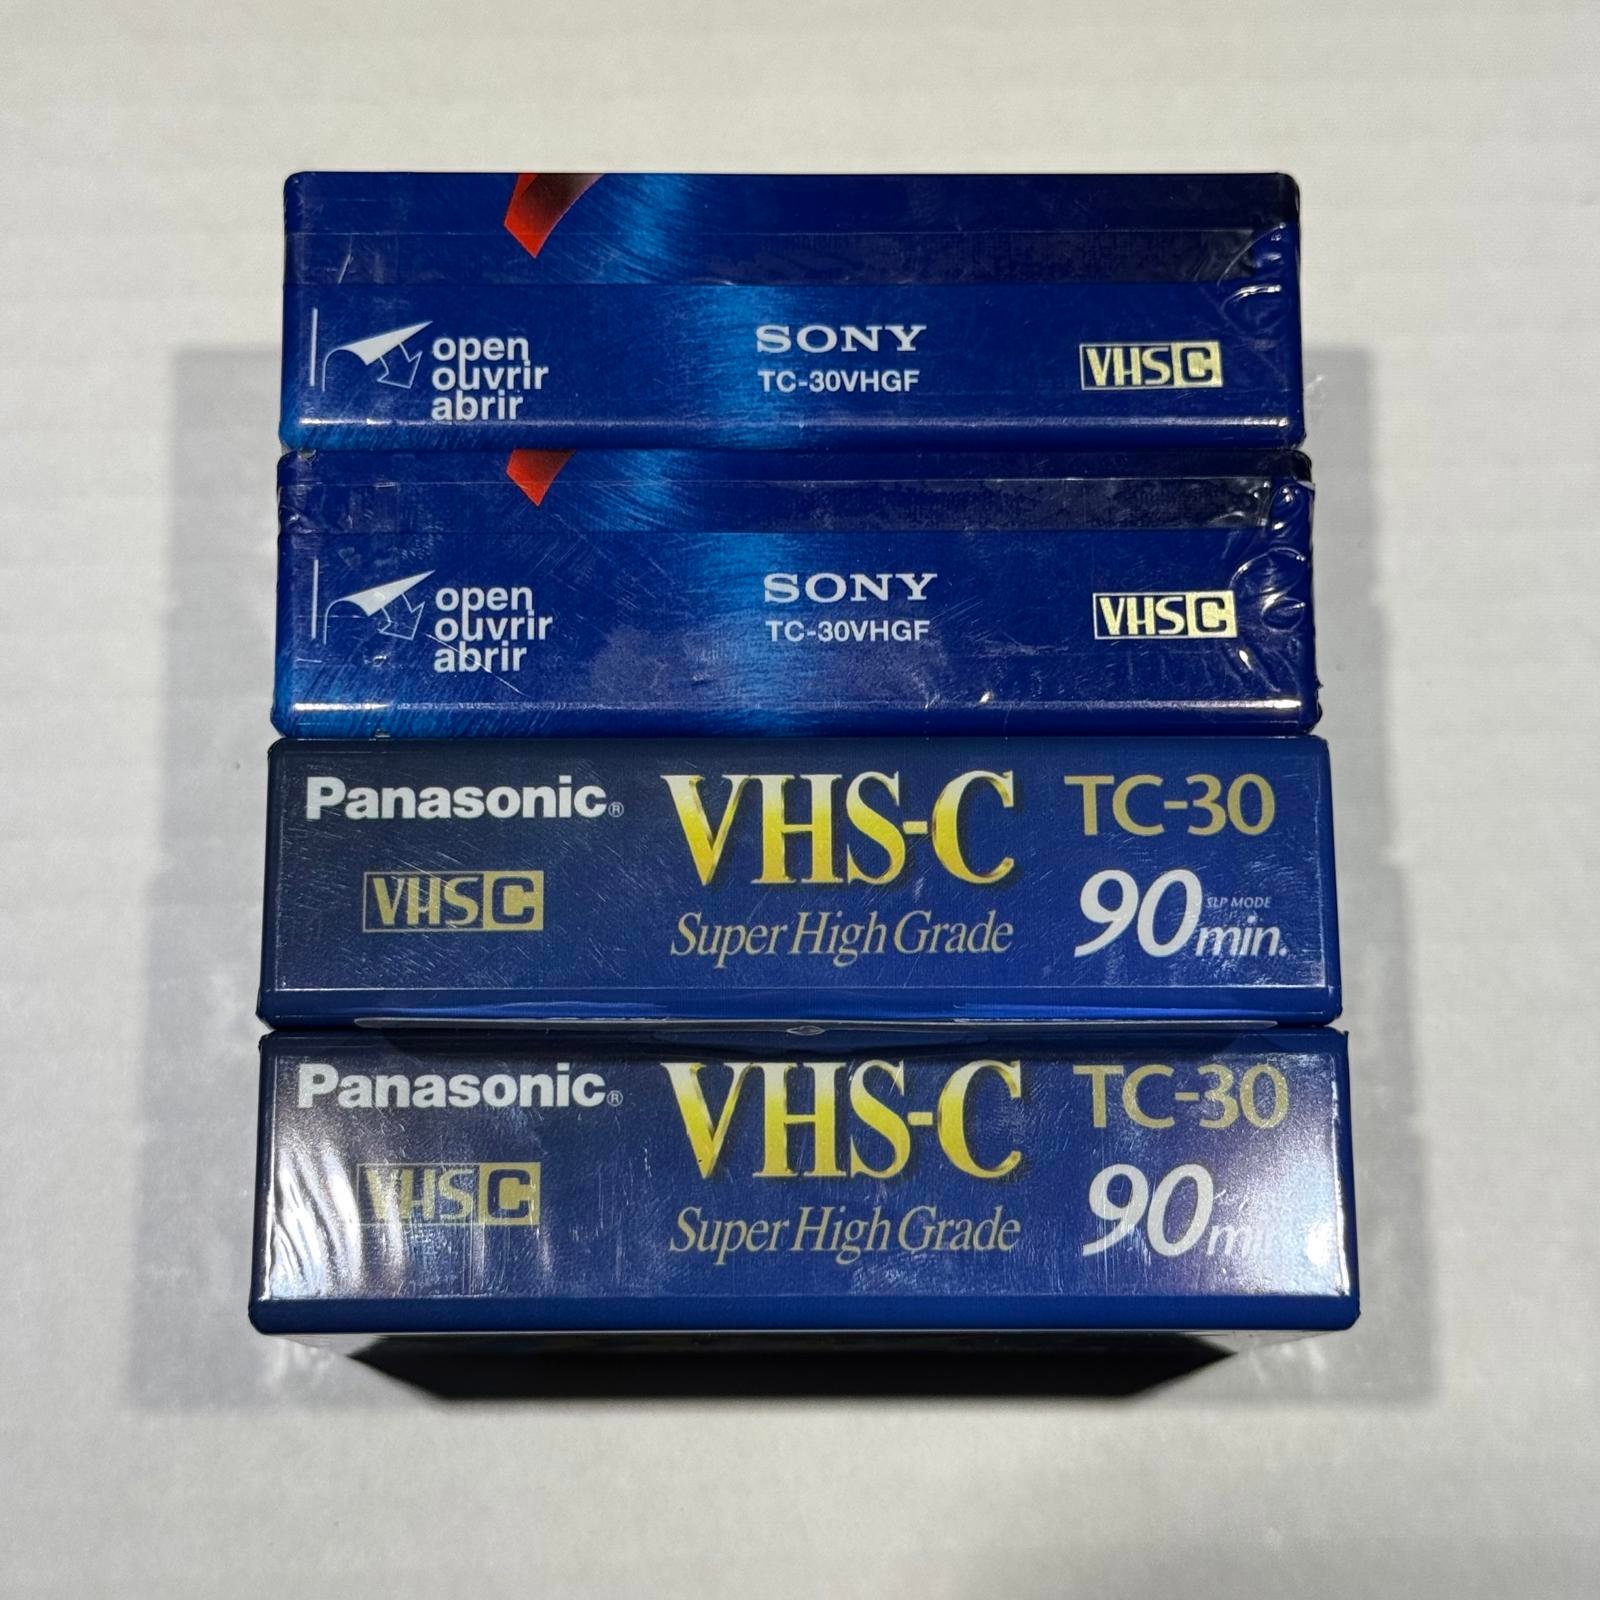 open
ouvrir
abrir
SONY
TC-30VHGF
VHS C
open
ouvrir
abrir
SONY
TC-30VHGF
VHS C
Panasonic®
VHS C
VHS-C
Super High Grade
TC-30
90 SLP MODE
min.
Panasonic®
VHS C
VHS-C
Super High Grade
TC-30
90